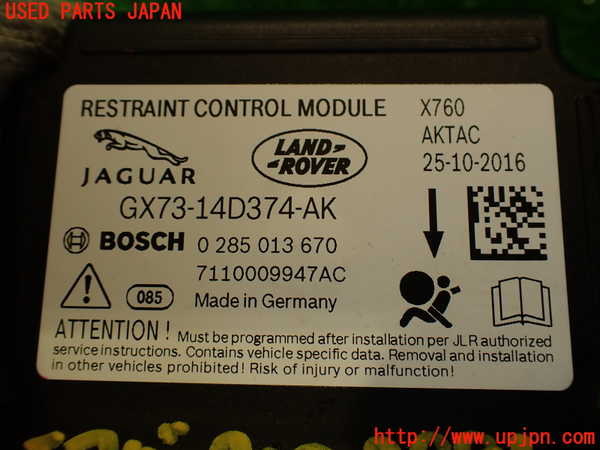 USED PARTS JAPAN
RESTRAINT CONTROL MODULE X760
AKTAC
25-10-2016
JAGUAR
LAND-
-ROVER
GX73-14D374-AK
BOSCH 0 285 013 670
7110009947AC
085 Made in Germany
ATTENTION! Must be programmed after installation per JLR authorized
service instructions. Contains vehicle specific data. Removal and installation
in other vehicles prohibited! Risk of injury or malfunction!
http://www.upjpn.com/